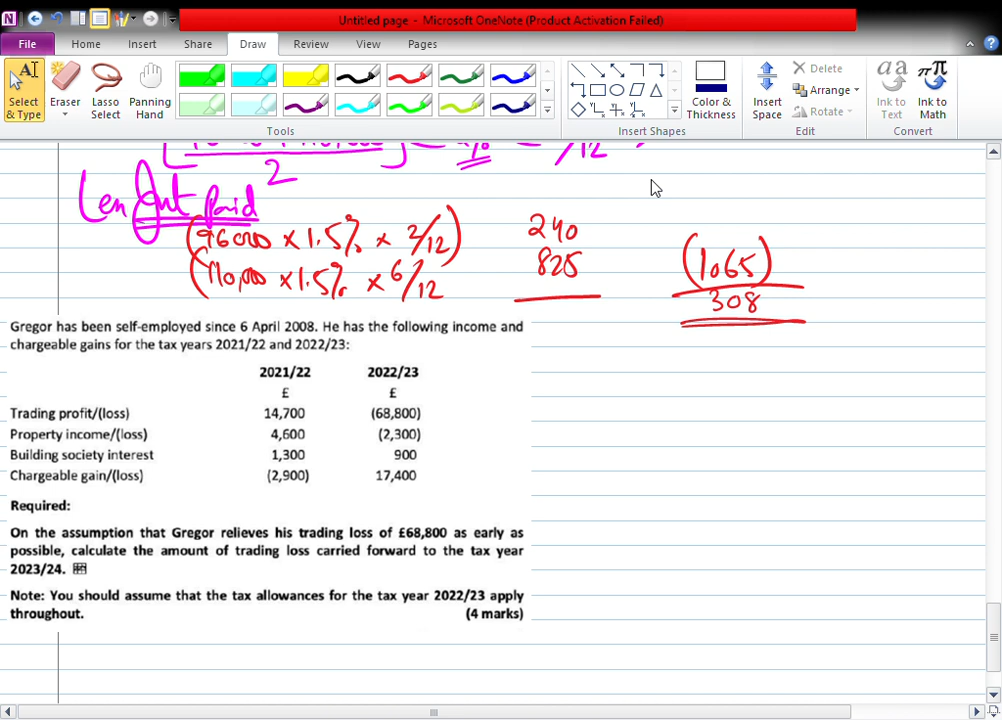 Untitled page - Microsoft OneNote (Product Activation Failed)
File Home Insert Share Draw Review View Pages
Select & Type Eraser Lasso Select Panning Hand Color & Thickness Insert Space Delete Arrange Rotate Ink to Text Ink to Math
Tools Insert Shapes Edit Convert
2
Int Paid
(96000 x 1.5% x 2/12) 240
(110,000 x 1.5% x 6/12 825 (1065)
308
Gregor has been self-employed since 6 April 2008. He has the following income and
chargeable gains for the tax years 2021/22 and 2022/23:
2021/22 2022/23
£ £
Trading profit/(loss) 14,700 (68,800)
Property income/(loss) 4,600 (2,300)
Building society interest 1,300 900
Chargeable gain/(loss) (2,900) 17,400
Required:
On the assumption that Gregor relieves his trading loss of £68,800 as early as
possible, calculate the amount of trading loss carried forward to the tax year
2023/24.
Note: You should assume that the tax allowances for the tax year 2022/23 apply
throughout. (4 marks)